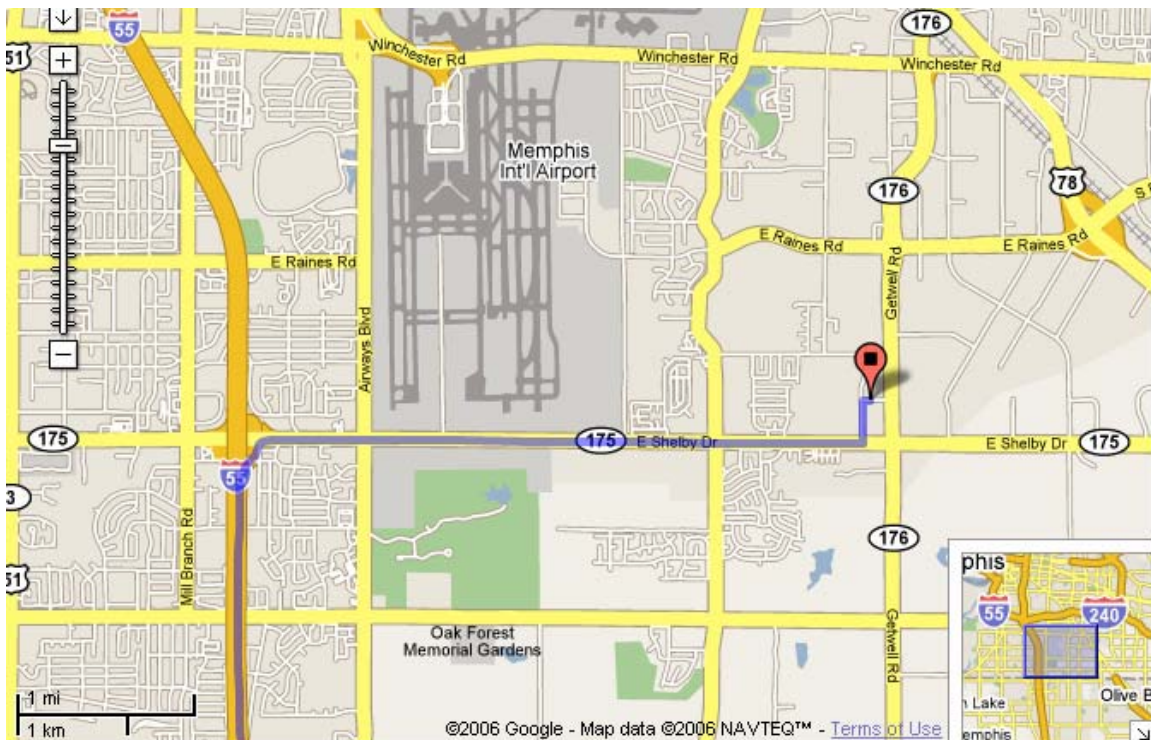 55
176
51
Winchester Rd
Winchester Rd
Winchester Rd
Memphis
Int'l Airport
78
176
E Raines Rd
E Raines Rd
E Raines Rd
Getwell Rd
Airways Blvd
175
175
E Shelby Dr
E Shelby Dr
175
55
3
Mill Branch Rd
176
51
phis
55
240
Oak Forest
Memorial Gardens
Getwell Rd
Olive B
n Lake
emphis
1 mi
1 km
©2006 Google - Map data ©2006 NAVTEQ™ - Terms of Use